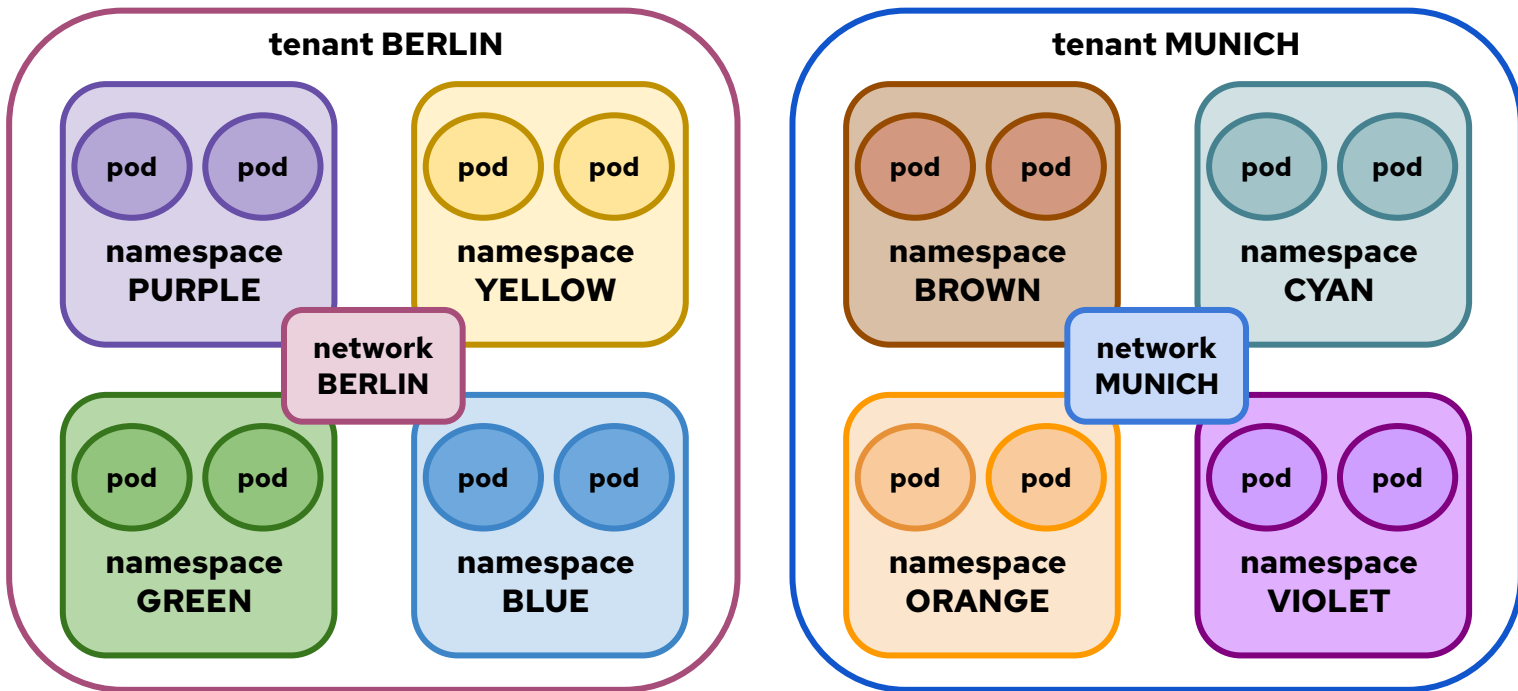 tenant BERLIN
pod
pod
namespace
PURPLE
pod
pod
namespace
YELLOW
network
BERLIN
pod
pod
namespace
GREEN
pod
pod
namespace
BLUE
tenant MUNICH
pod
pod
namespace
BROWN
pod
pod
namespace
CYAN
network
MUNICH
pod
pod
namespace
ORANGE
pod
pod
namespace
VIOLET